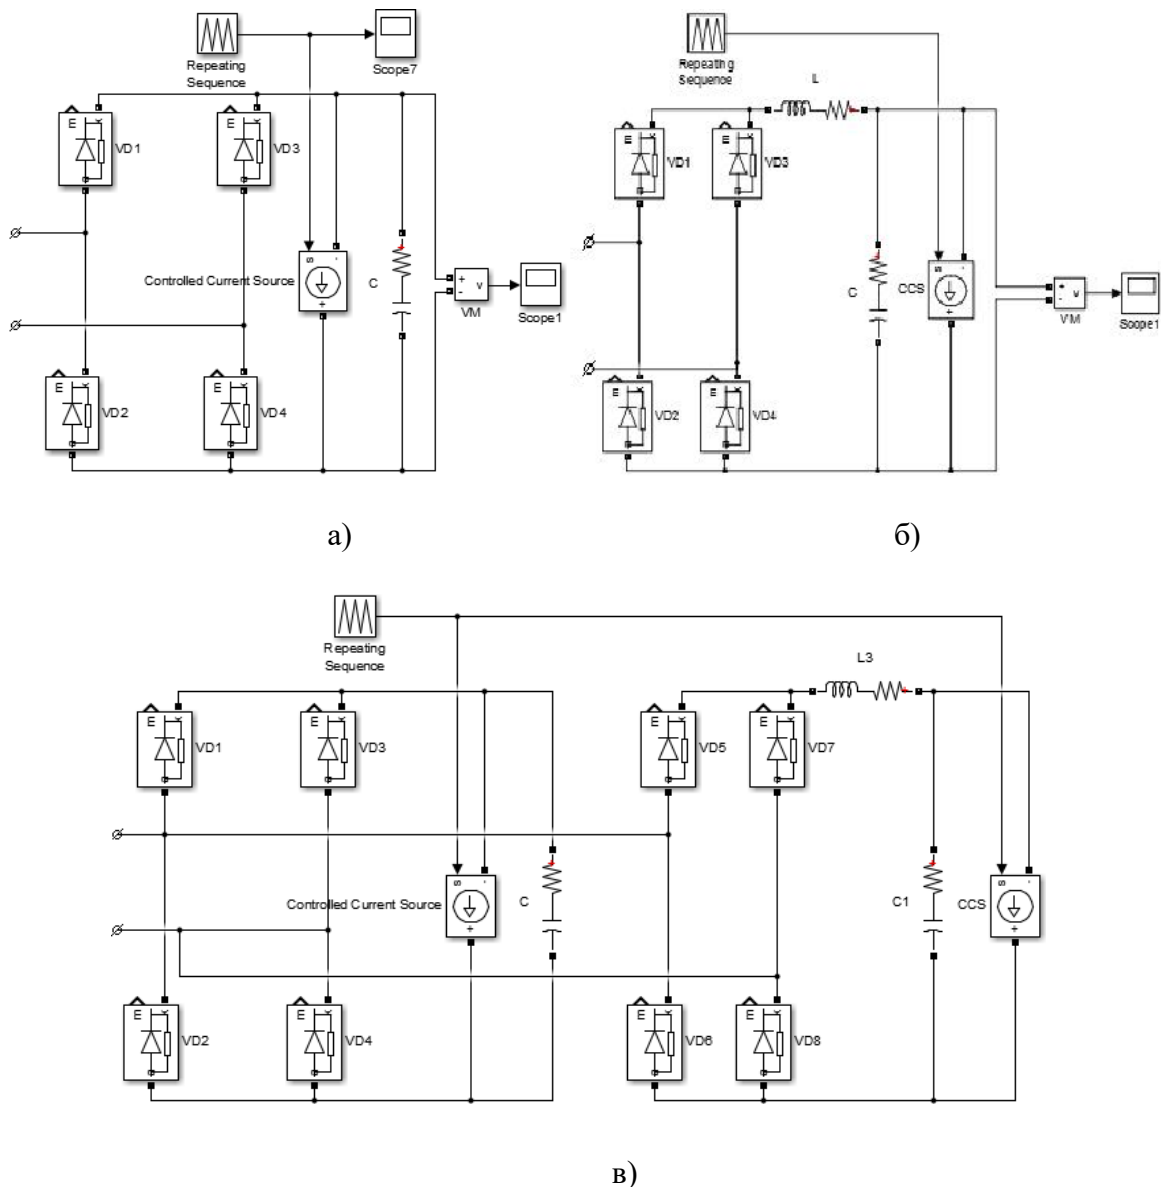 Repeating
Sequence
Scope7
m
k
VD1
m
k
VD3
s
-
Controlled Current Source
+
C
+
-
v
VM
Scope1
m
k
VD2
m
k
VD4
а)
Repeating
Sequence
L
m
k
VD1
m
k
VD3
s
-
C
CCS
+
+
-
v
VM
Scope1
m
k
VD2
m
k
VD4
б)
Repeating
Sequence
L3
m
k
VD1
m
k
VD3
m
k
VD5
m
k
VD7
s
-
Controlled Current Source
+
C
C1
s
-
CCS
+
m
k
VD2
m
k
VD4
m
k
VD6
m
k
VD8
в)